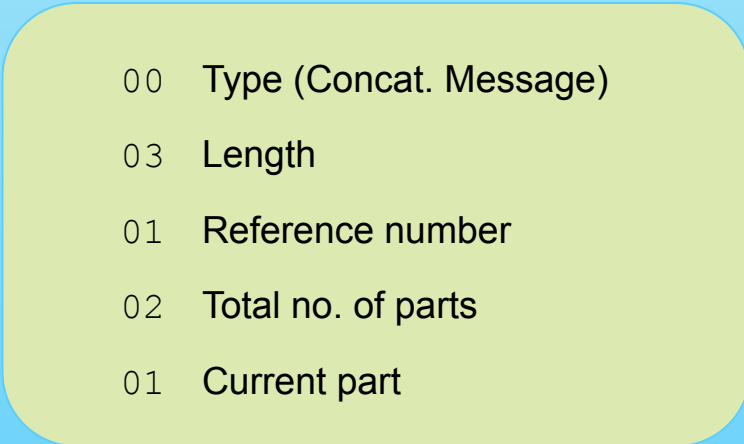 00 Type (Concat. Message)
03 Length
01 Reference number
02 Total no. of parts
01 Current part